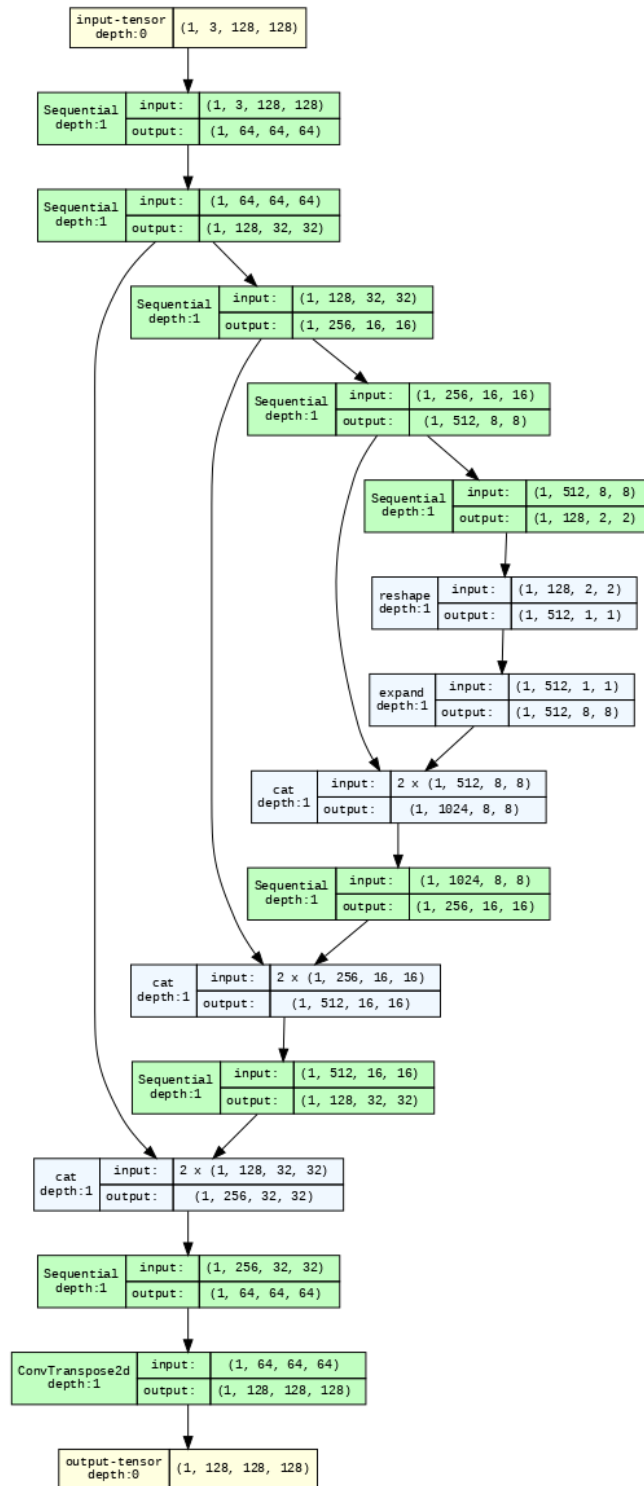 input-tensor
depth:0
(1, 3, 128, 128)
Sequential
depth:1
input:
(1, 3, 128, 128)
output:
(1, 64, 64, 64)
Sequential
depth:1
input:
(1, 64, 64, 64)
output:
(1, 128, 32, 32)
Sequential
depth:1
input:
(1, 128, 32, 32)
output:
(1, 256, 16, 16)
Sequential
depth:1
input:
(1, 256, 16, 16)
output:
(1, 512, 8, 8)
Sequential
depth:1
input:
(1, 512, 8, 8)
output:
(1, 128, 2, 2)
reshape
depth:1
input:
(1, 128, 2, 2)
output:
(1, 512, 1, 1)
expand
depth:1
input:
(1, 512, 1, 1)
output:
(1, 512, 8, 8)
cat
depth:1
input:
2 x (1, 512, 8, 8)
output:
(1, 1024, 8, 8)
Sequential
depth:1
input:
(1, 1024, 8, 8)
output:
(1, 256, 16, 16)
cat
depth:1
input:
2 x (1, 256, 16, 16)
output:
(1, 512, 16, 16)
Sequential
depth:1
input:
(1, 512, 16, 16)
output:
(1, 128, 32, 32)
cat
depth:1
input:
2 x (1, 128, 32, 32)
output:
(1, 256, 32, 32)
Sequential
depth:1
input:
(1, 256, 32, 32)
output:
(1, 64, 64, 64)
ConvTranspose2d
depth:1
input:
(1, 64, 64, 64)
output:
(1, 128, 128, 128)
output-tensor
depth:0
(1, 128, 128, 128)